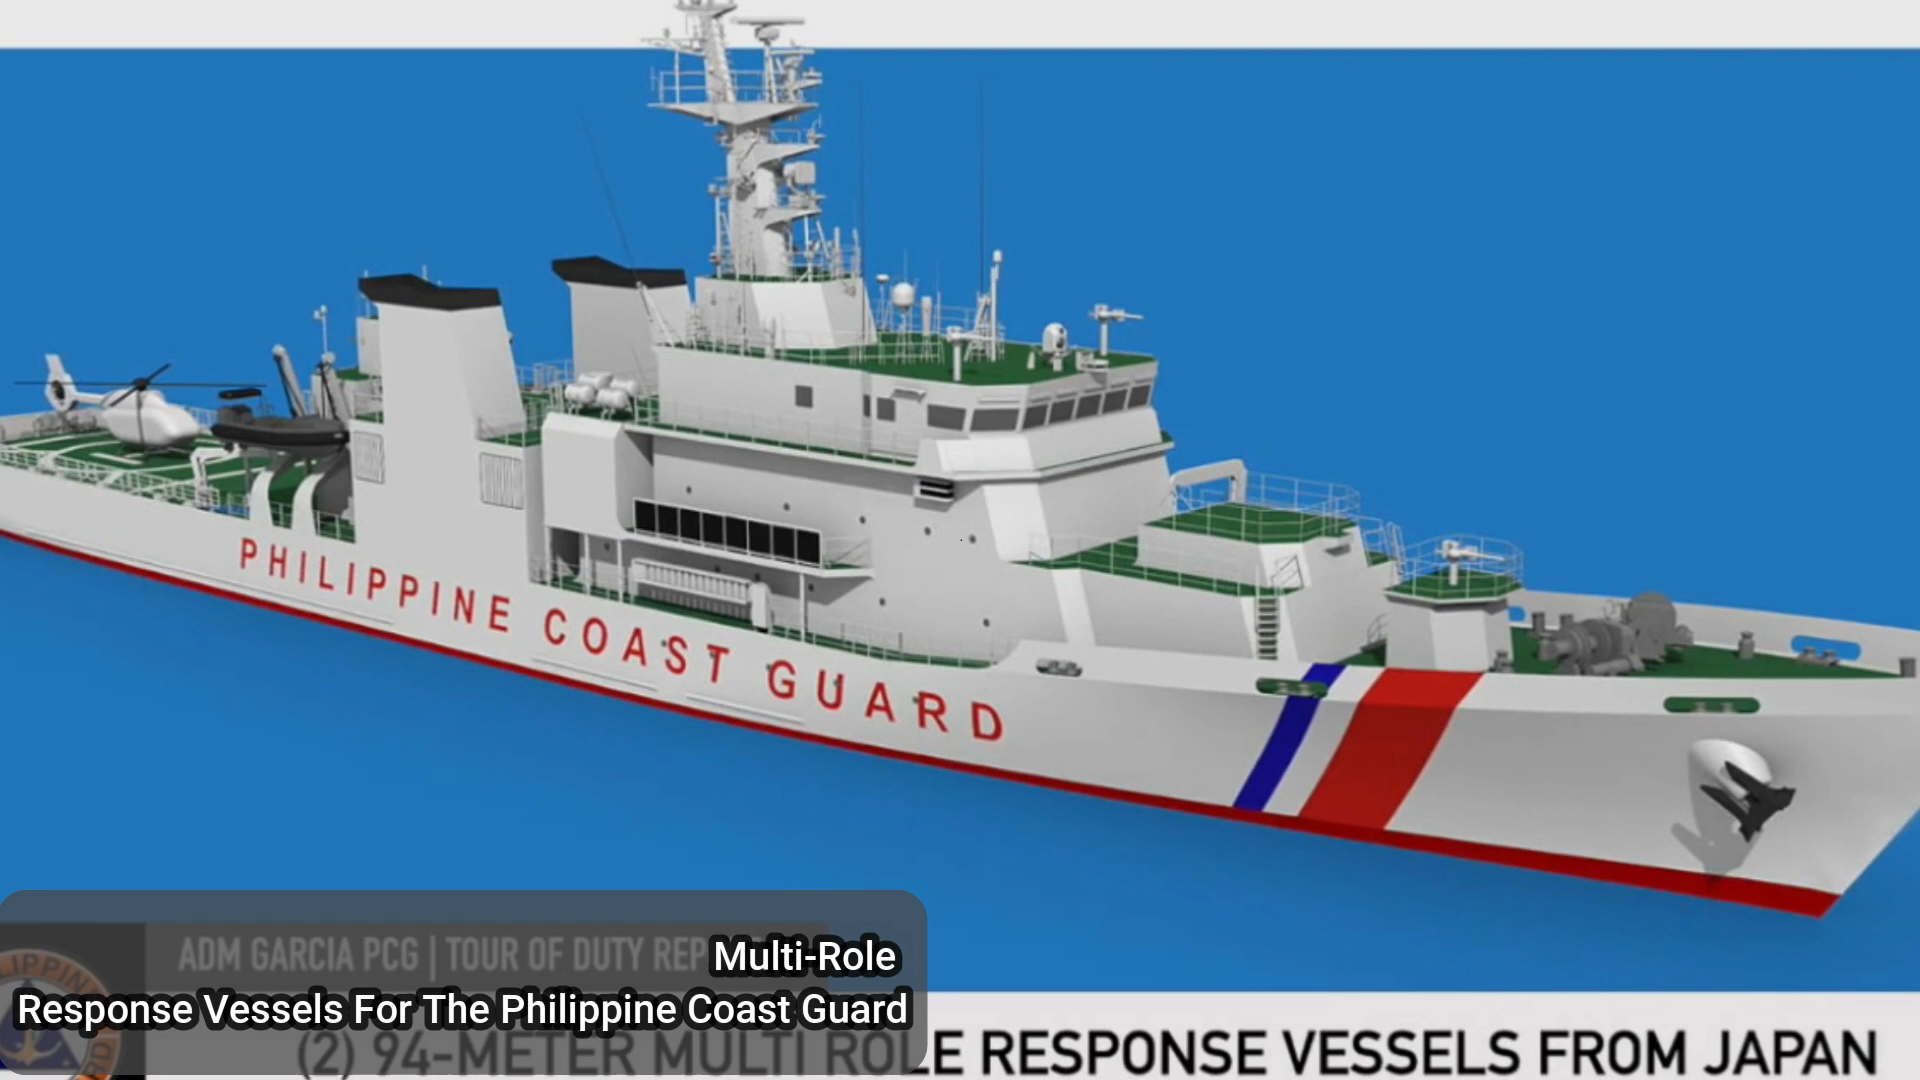 PHILIPPINE COAST GUARD
ADM GARCIA PCG | TOUR OF DUTY REP
Multi-Role
Response Vessels For The Philippine Coast Guard
(2) 94-METER MULTI ROLE RESPONSE VESSELS FROM JAPAN